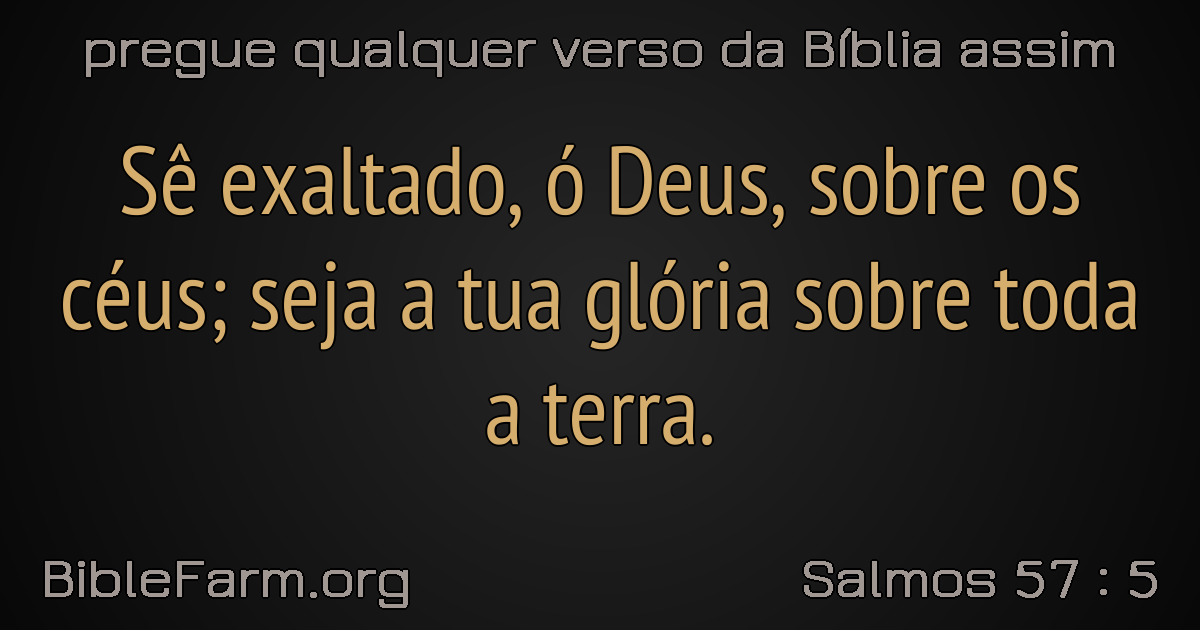 pregue qualquer verso da Bíblia assim
Sê exaltado, ó Deus, sobre os
céus; seja a tua glória sobre toda
a terra.
BibleFarm.org
Salmos 57 : 5